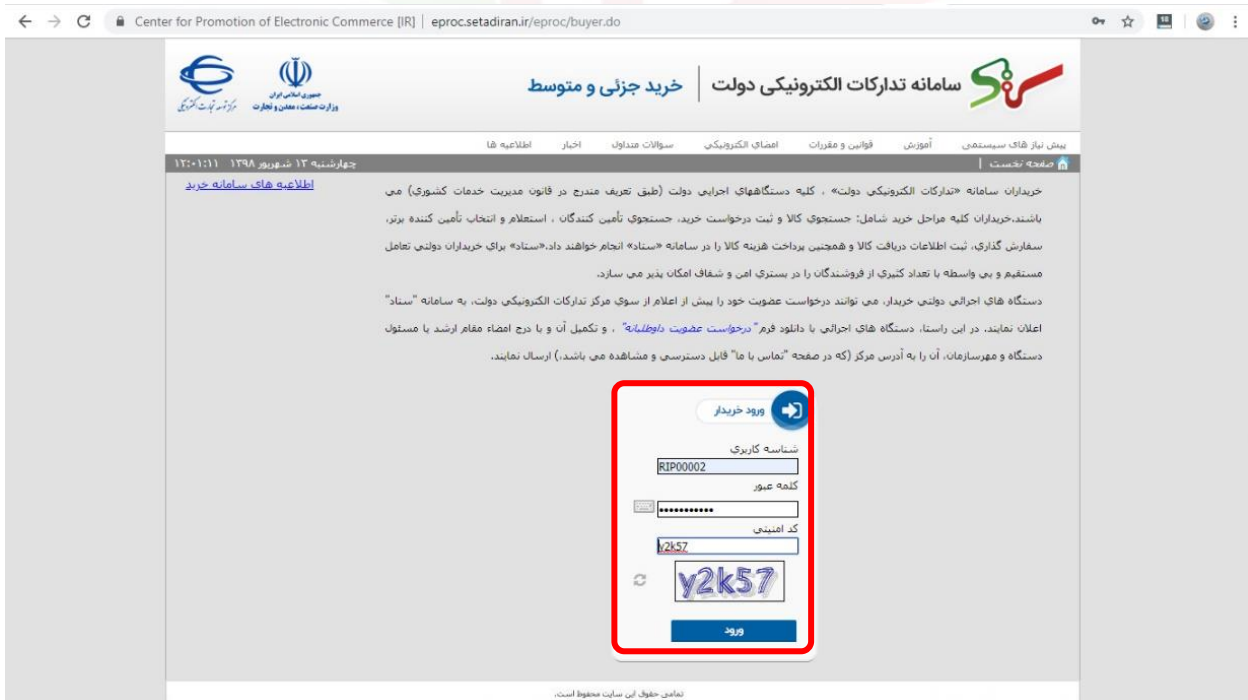 Center for Promotion of Electronic Commerce [IR] | eproc.setadiran.ir/eproc/buyer.do
سامانه تدارکات الکترونیکی دولت | خرید جزئی و متوسط
جمهوری اسلامی ایران
وزارت صنعت، معدن و تجارت
مرکز توسعه تجارت الکترونیکی
پیش نیاز های سیستمی آموزش قوانین و مقررات امضای الکترونیکی سوالات متداول اخبار اطلاعیه ها
صفحه نخست | چهارشنبه ۱۳ شهریور ۱۳۹۸ ۱۲:۰۱:۱۱
اطلاعیه های سامانه خرید
خریداران سامانه «تدارکات الکترونیکی دولت» ، کلیه دستگاههای اجرایی دولت (طبق تعریف مندرج در قانون مدیریت خدمات کشوری) می
باشند.خریداران کلیه مراحل خرید شامل: جستجوی کالا و ثبت درخواست خرید، جستجوی تأمین کنندگان ، استعلام و انتخاب تأمین کننده برتر،
سفارش گذاری، ثبت اطلاعات دریافت کالا و همچنین پرداخت هزینه کالا را در سامانه «ستاد» انجام خواهند داد.«ستاد» برای خریداران دولتی تعامل
مستقیم و بی واسطه با تعداد کثیری از فروشندگان را در بستری امن و شفاف امکان پذیر می سازد.
دستگاه های اجرائی دولتی خریدار، می توانند درخواست عضویت خود را پیش از اعلام از سوی مرکز تدارکات الکترونیکی دولت، به سامانه "ستاد"
اعلان نمایند. در این راستا، دستگاه های اجرائی با دانلود فرم "درخواست عضویت داوطلبانه" ، و تکمیل آن و با درج امضاء مقام ارشد یا مسئول
دستگاه و مهرسازمان، آن را به آدرس مرکز (که در صفحه "تماس با ما" قابل دسترسی و مشاهده می باشد.) ارسال نمایند.
ورود خریدار
شناسه کاربری
RIP00002
کلمه عبور
•••••••••••
کد امنیتی
y2k57
y2k57
ورود
تمامی حقوق این سایت محفوظ است.